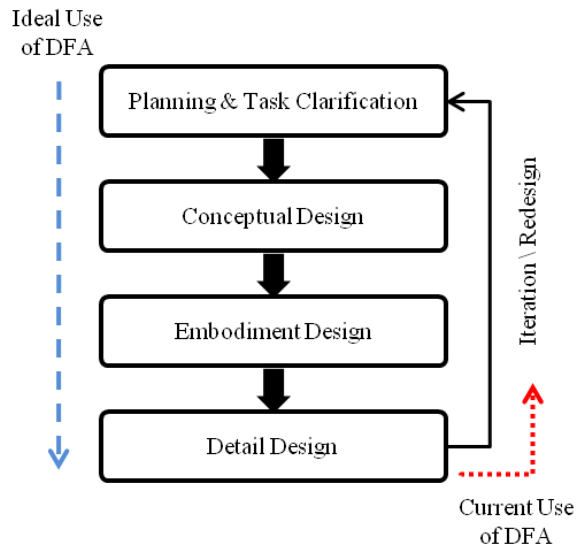 Ideal Use
of DFA
Planning & Task Clarification
Conceptual Design
Embodiment Design
Detail Design
Iteration \ Redesign
Current Use
of DFA